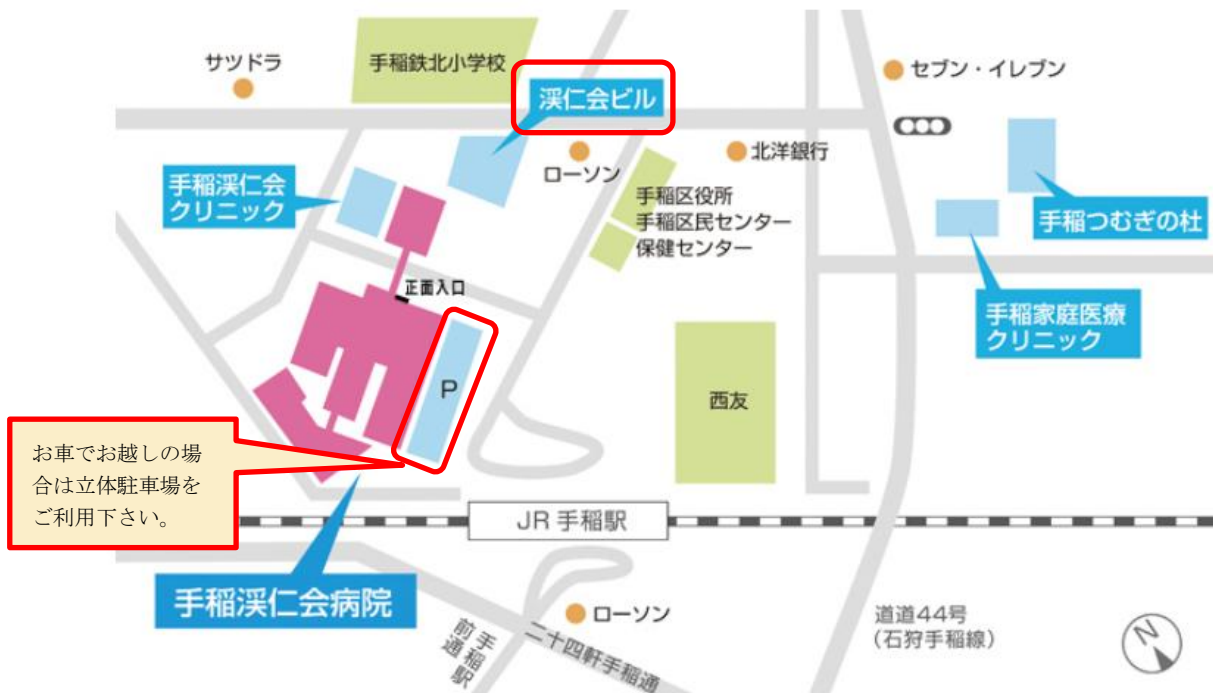 サツドラ
手稲鉄北小学校
渓仁会ビル
セブン・イレブン
ローソン
北洋銀行
手稲渓仁会
クリニック
手稲区役所
手稲区民センター
保健センター
手稲つむぎの杜
正面入口
手稲家庭医療
クリニック
P
西友
お車でお越しの場
合は立体駐車場を
ご利用下さい。
JR 手稲駅
手稲渓仁会病院
ローソン
手稲駅
前通
二十四軒手稲通
道道44号
(石狩手稲線)
N